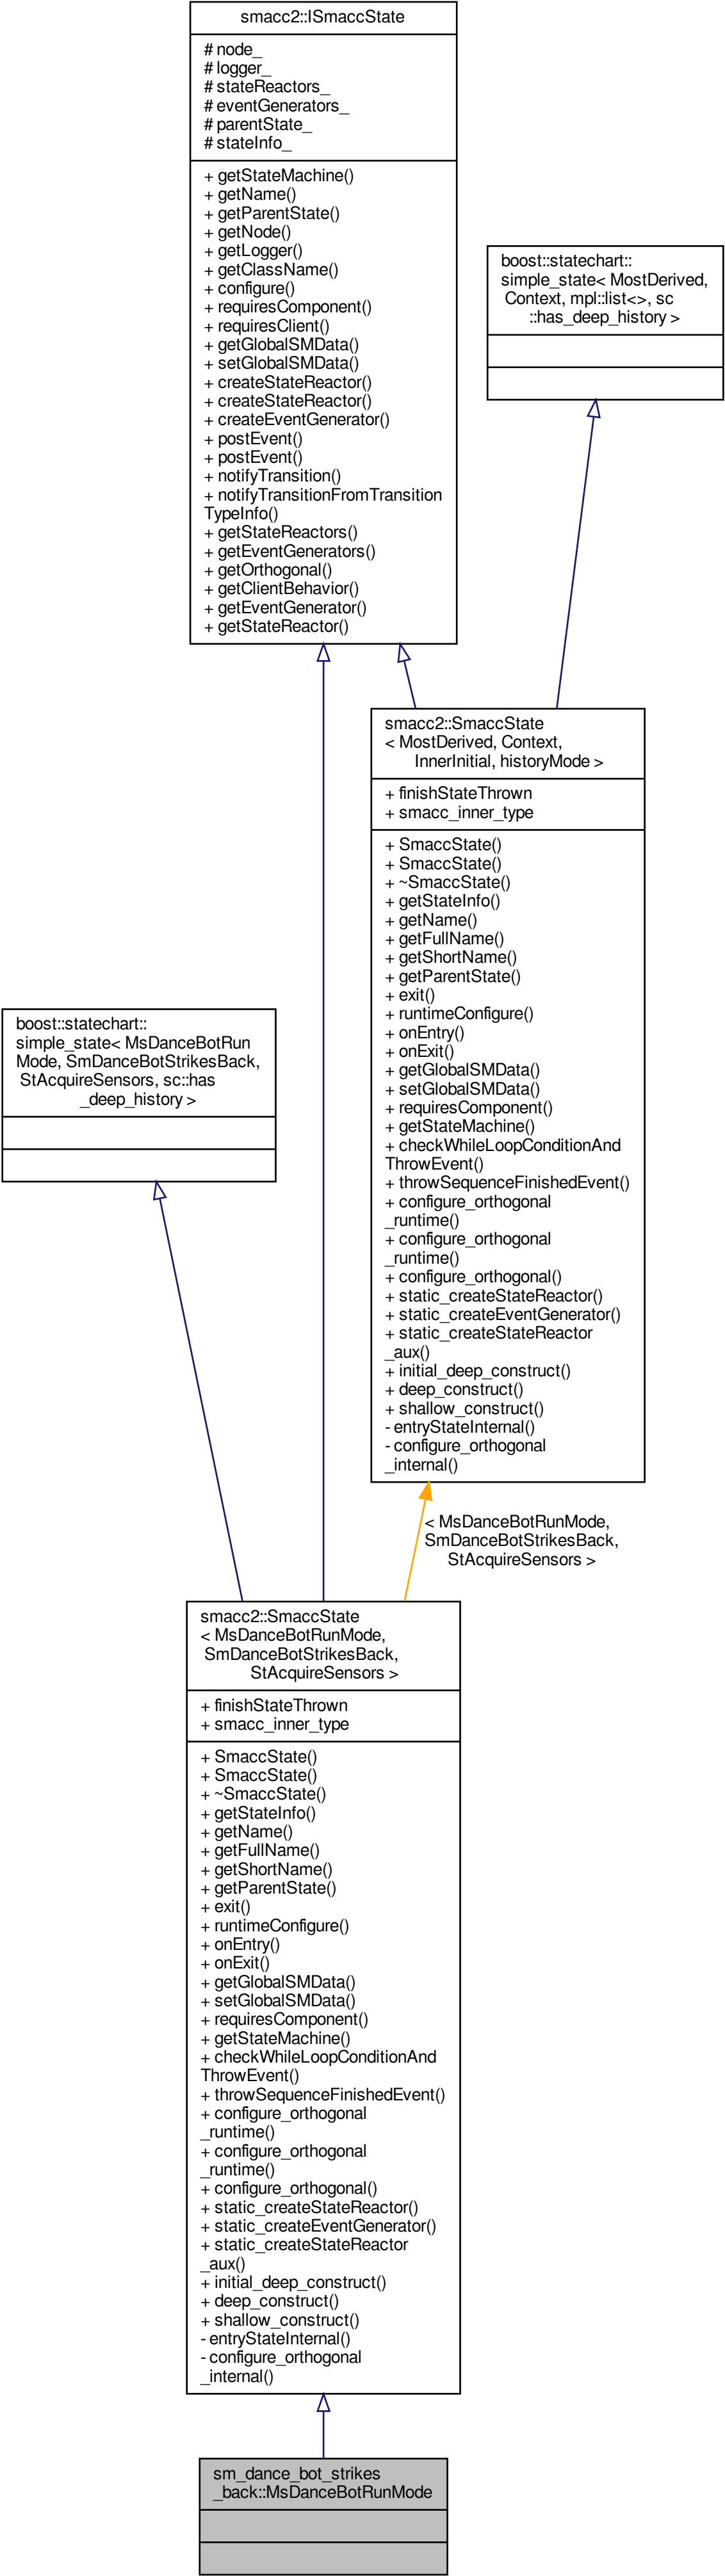 smacc2::ISmaccState
# node_
# logger_
# stateReactors_
# eventGenerators_
# parentState_
# stateInfo_
+ getStateMachine()
+ getName()
+ getParentState()
+ getNode()
+ getLogger()
+ getClassName()
+ configure()
+ requiresComponent()
+ requiresClient()
+ getGlobalSMData()
+ setGlobalSMData()
+ createStateReactor()
+ createStateReactor()
+ createEventGenerator()
+ postEvent()
+ postEvent()
+ notifyTransition()
+ notifyTransitionFromTransition
TypeInfo()
+ getStateReactors()
+ getEventGenerators()
+ getOrthogonal()
+ getClientBehavior()
+ getEventGenerator()
+ getStateReactor()
boost::statechart::
simple_state< MostDerived,
Context, mpl::list<>, sc
::has_deep_history >
smacc2::SmaccState
< MostDerived, Context,
InnerInitial, historyMode >
+ finishStateThrown
+ smacc_inner_type
+ SmaccState()
+ SmaccState()
+ ~SmaccState()
+ getStateInfo()
+ getName()
+ getFullName()
+ getShortName()
+ getParentState()
+ exit()
+ runtimeConfigure()
+ onEntry()
+ onExit()
+ getGlobalSMData()
+ setGlobalSMData()
+ requiresComponent()
+ getStateMachine()
+ checkWhileLoopConditionAnd
ThrowEvent()
+ throwSequenceFinishedEvent()
+ configure_orthogonal
_runtime()
+ configure_orthogonal
_runtime()
+ configure_orthogonal()
+ static_createStateReactor()
+ static_createEventGenerator()
+ static_createStateReactor
_aux()
+ initial_deep_construct()
+ deep_construct()
+ shallow_construct()
- entryStateInternal()
- configure_orthogonal
_internal()
boost::statechart::
simple_state< MsDanceBotRun
Mode, SmDanceBotStrikesBack,
StAcquireSensors, sc::has
_deep_history >
< MsDanceBotRunMode,
SmDanceBotStrikesBack,
StAcquireSensors >
smacc2::SmaccState
< MsDanceBotRunMode,
SmDanceBotStrikesBack,
StAcquireSensors >
+ finishStateThrown
+ smacc_inner_type
+ SmaccState()
+ SmaccState()
+ ~SmaccState()
+ getStateInfo()
+ getName()
+ getFullName()
+ getShortName()
+ getParentState()
+ exit()
+ runtimeConfigure()
+ onEntry()
+ onExit()
+ getGlobalSMData()
+ setGlobalSMData()
+ requiresComponent()
+ getStateMachine()
+ checkWhileLoopConditionAnd
ThrowEvent()
+ throwSequenceFinishedEvent()
+ configure_orthogonal
_runtime()
+ configure_orthogonal
_runtime()
+ configure_orthogonal()
+ static_createStateReactor()
+ static_createEventGenerator()
+ static_createStateReactor
_aux()
+ initial_deep_construct()
+ deep_construct()
+ shallow_construct()
- entryStateInternal()
- configure_orthogonal
_internal()
sm_dance_bot_strikes
_back::MsDanceBotRunMode